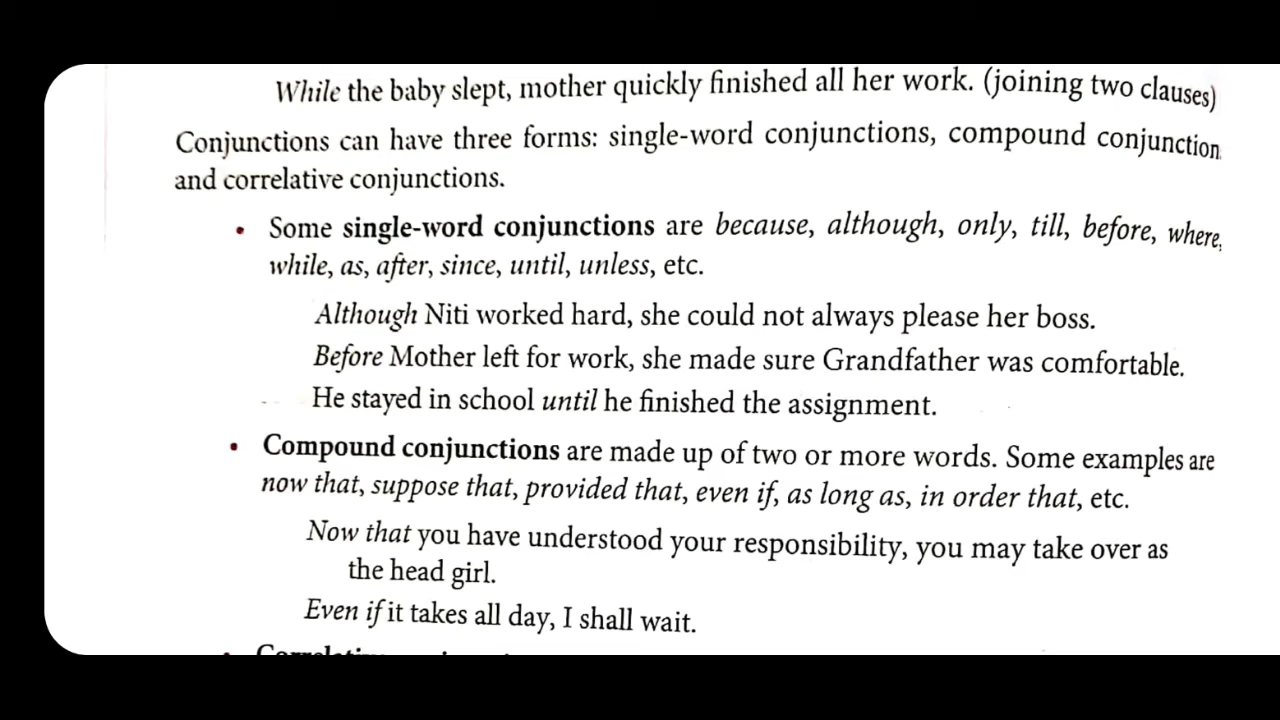 While the baby slept, mother quickly finished all her work. (joining two clauses)
Conjunctions can have three forms: single-word conjunctions, compound conjunction
and correlative conjunctions.
• Some single-word conjunctions are because, although, only, till, before, where,
while, as, after, since, until, unless, etc.
Although Niti worked hard, she could not always please her boss.
Before Mother left for work, she made sure Grandfather was comfortable.
He stayed in school until he finished the assignment.
• Compound conjunctions are made up of two or more words. Some examples are
now that, suppose that, provided that, even if, as long as, in order that, etc.
Now that you have understood your responsibility, you may take over as
the head girl.
Even if it takes all day, I shall wait.